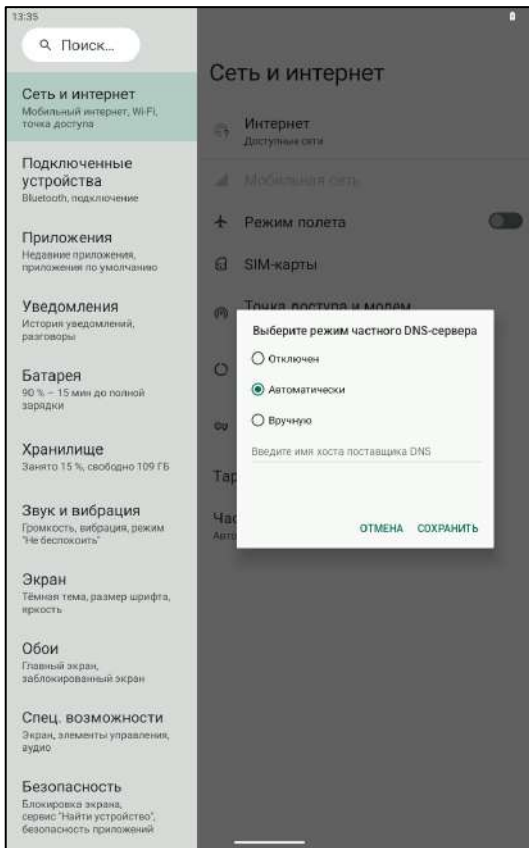 13:35
Поиск...
Сеть и интернет
Мобильный интернет, Wi-Fi,
точка доступа
Подключенные
устройства
Bluetooth, подключение
Приложения
Недавние приложения,
приложения по умолчанию
Уведомления
История уведомлений,
разговоры
Батарея
90 % – 15 мин до полной
зарядки
Хранилище
Занято 15 %, свободно 109 ГБ
Звук и вибрация
Громкость, вибрация, режим
"Не беспокоить"
Экран
Тёмная тема, размер шрифта,
яркость
Обои
Главный экран,
заблокированный экран
Спец. возможности
Экран, элементы управления,
аудио
Безопасность
Блокировка экрана,
сервис "Найти устройство",
безопасность приложений
Сеть и интернет
Интернет
Доступные сети
Мобильная сеть
Режим полета
SIM-карты
Точка доступа и модем
Тар
Час
Авто
Выберите режим частного DNS-сервера
Отключен
Автоматически
Вручную
Введите имя хоста поставщика DNS
ОТМЕНА СОХРАНИТЬ